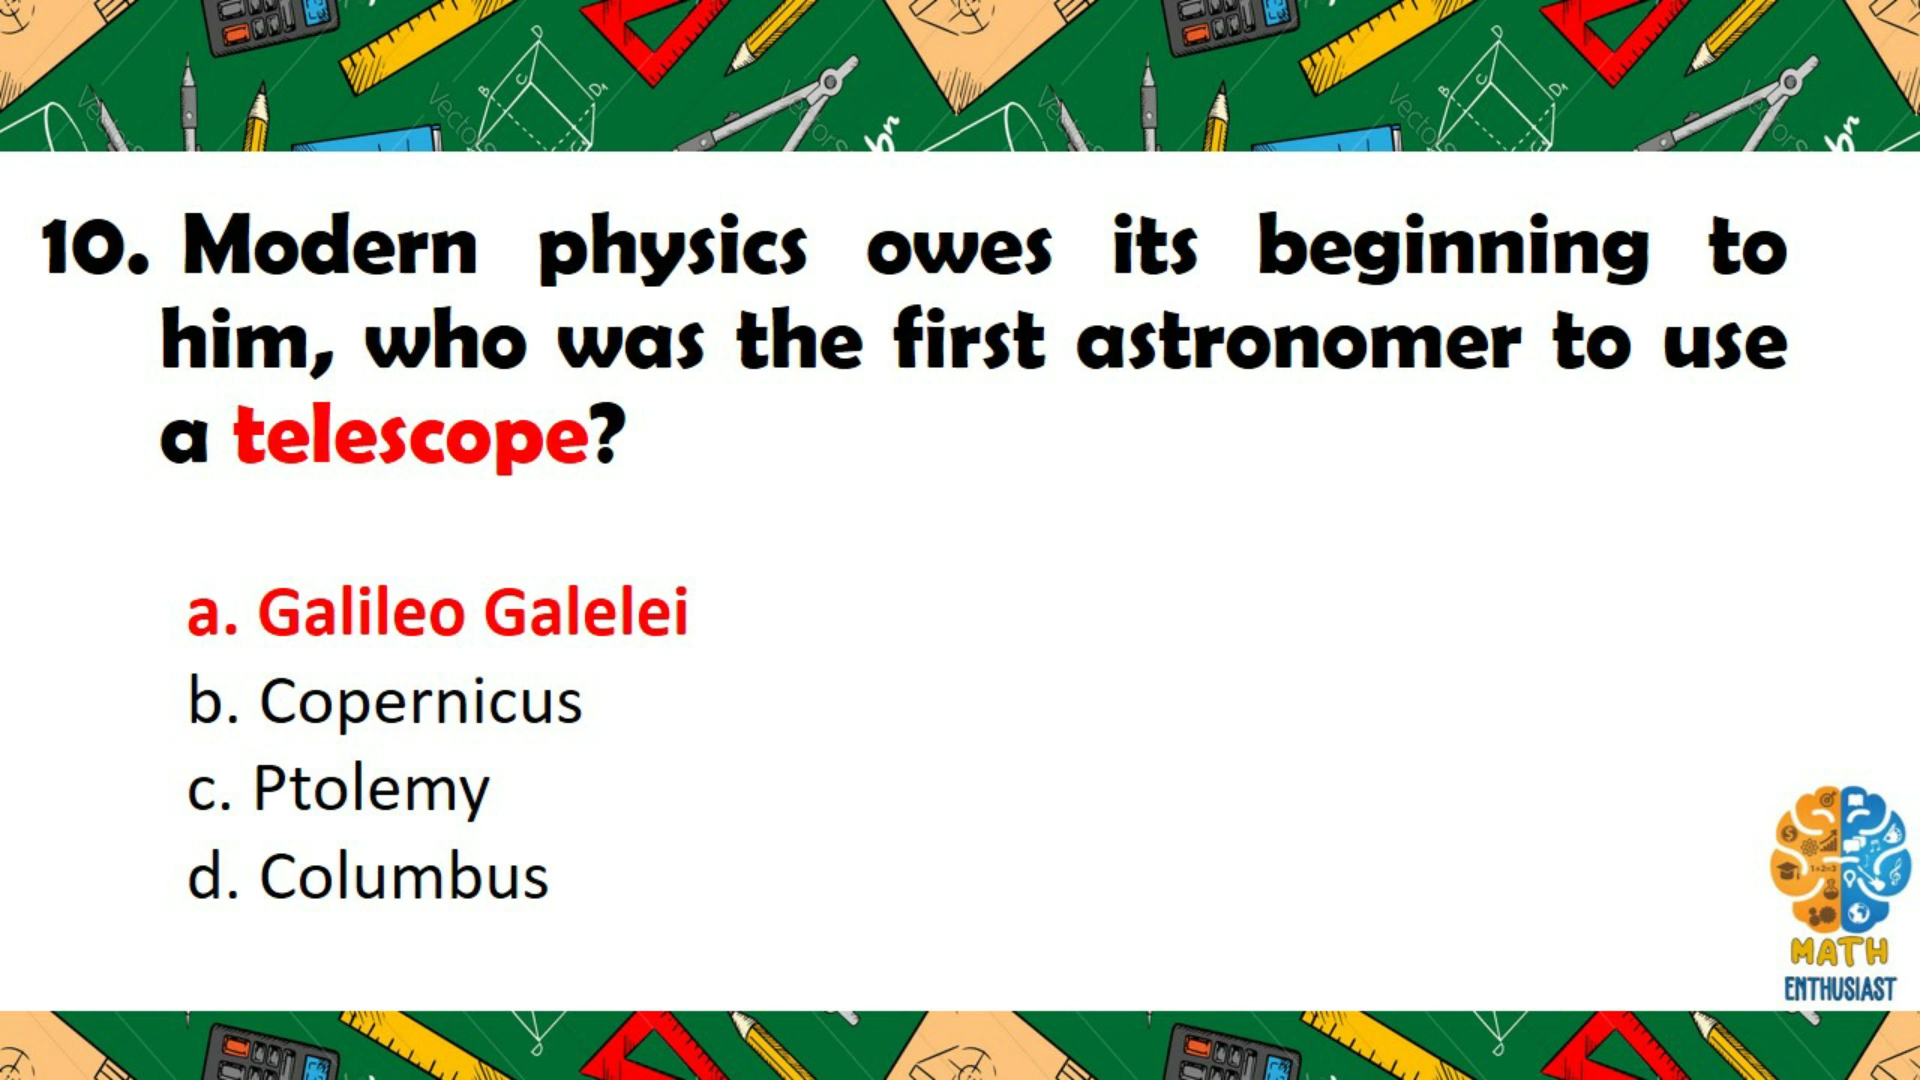 10. Modern physics owes its beginning to
him, who was the first astronomer to use
a telescope?
a. Galileo Galelei
b. Copernicus
c. Ptolemy
d. Columbus
MATH
ENTHUSIAST